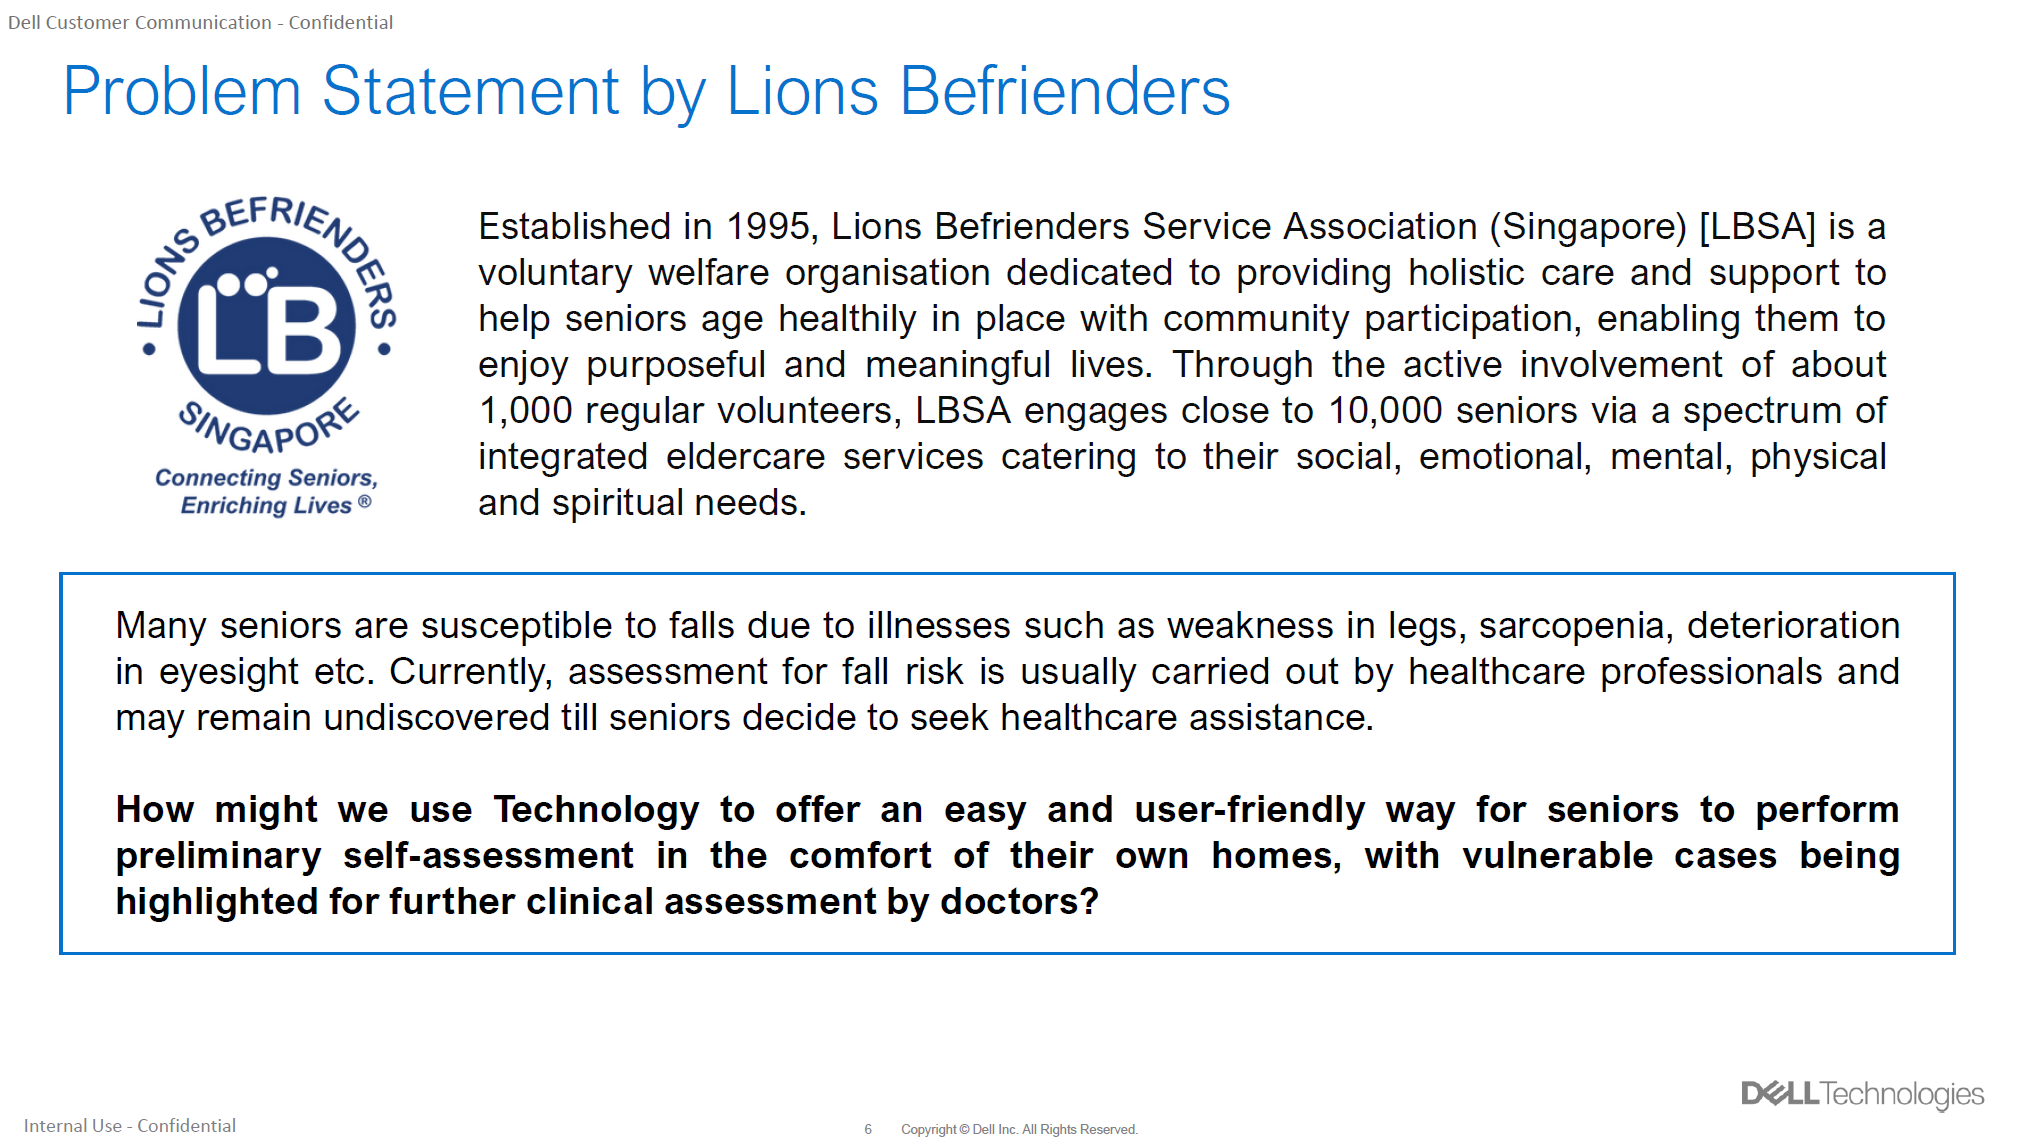 Dell Customer Communication - Confidential
Problem Statement by Lions Befrienders
LIONS BEFRIENDERS
LB
SINGAPORE
Connecting Seniors,
Enriching Lives ®
Established in 1995, Lions Befrienders Service Association (Singapore) [LBSA] is a
voluntary welfare organisation dedicated to providing holistic care and support to
help seniors age healthily in place with community participation, enabling them to
enjoy purposeful and meaningful lives. Through the active involvement of about
1,000 regular volunteers, LBSA engages close to 10,000 seniors via a spectrum of
integrated eldercare services catering to their social, emotional, mental, physical
and spiritual needs.
Many seniors are susceptible to falls due to illnesses such as weakness in legs, sarcopenia, deterioration
in eyesight etc. Currently, assessment for fall risk is usually carried out by healthcare professionals and
may remain undiscovered till seniors decide to seek healthcare assistance.
How might we use Technology to offer an easy and user-friendly way for seniors to perform
preliminary self-assessment in the comfort of their own homes, with vulnerable cases being
highlighted for further clinical assessment by doctors?
DELLTechnologies
Internal Use - Confidential
6 Copyright © Dell Inc. All Rights Reserved.